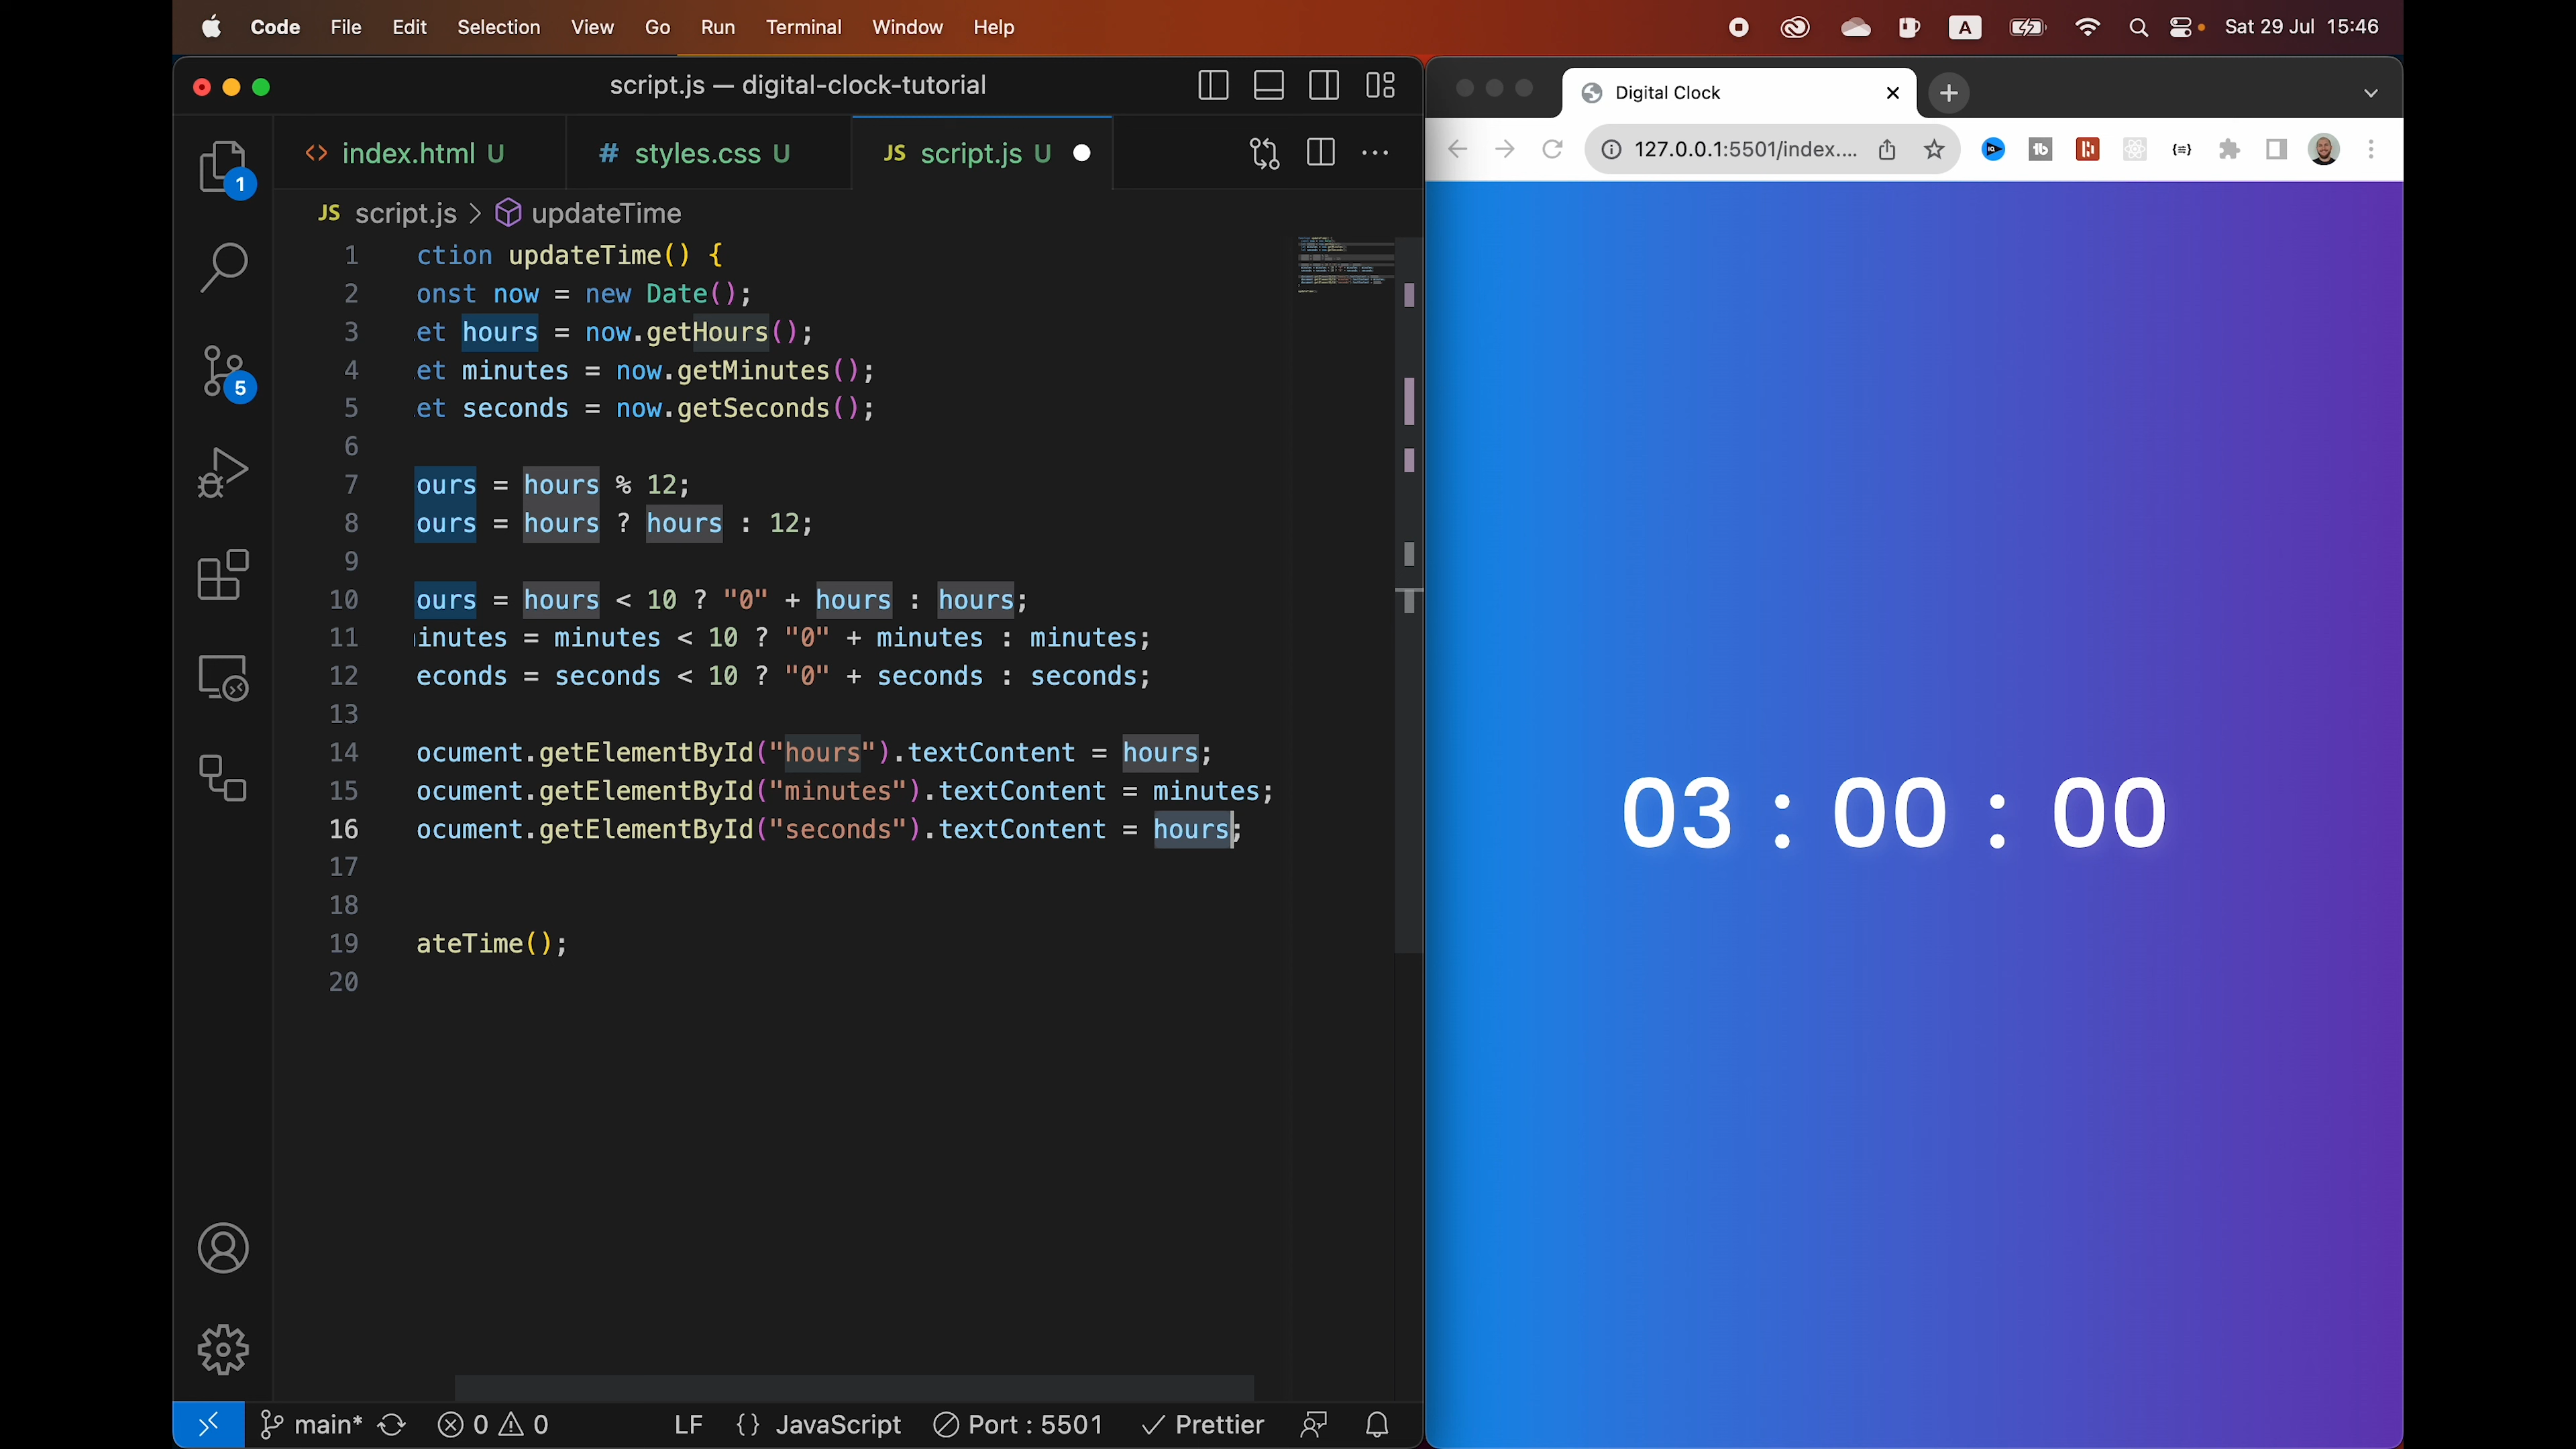 Code File Edit Selection View Go Run Terminal Window Help
A Sat 29 Jul 15:46
script.js — digital-clock-tutorial
Digital Clock
<> index.html U # styles.css U JS script.js U
127.0.0.1:5501/index....
1
JS script.js > updateTime
1 ction updateTime() {
2 onst now = new Date();
3 et hours = now.getHours();
4 et minutes = now.getMinutes();
5 et seconds = now.getSeconds();
6
7 ours = hours % 12;
8 ours = hours ? hours : 12;
9
10 ours = hours < 10 ? "0" + hours : hours;
11 inutes = minutes < 10 ? "0" + minutes : minutes;
12 econds = seconds < 10 ? "0" + seconds : seconds;
13
14 ocument.getElementById("hours").textContent = hours;
15 ocument.getElementById("minutes").textContent = minutes;
16 ocument.getElementById("seconds").textContent = hours;
17
18
19 ateTime();
20
5
03 : 00 : 00
main* 0 0 LF {} JavaScript Port : 5501 Prettier